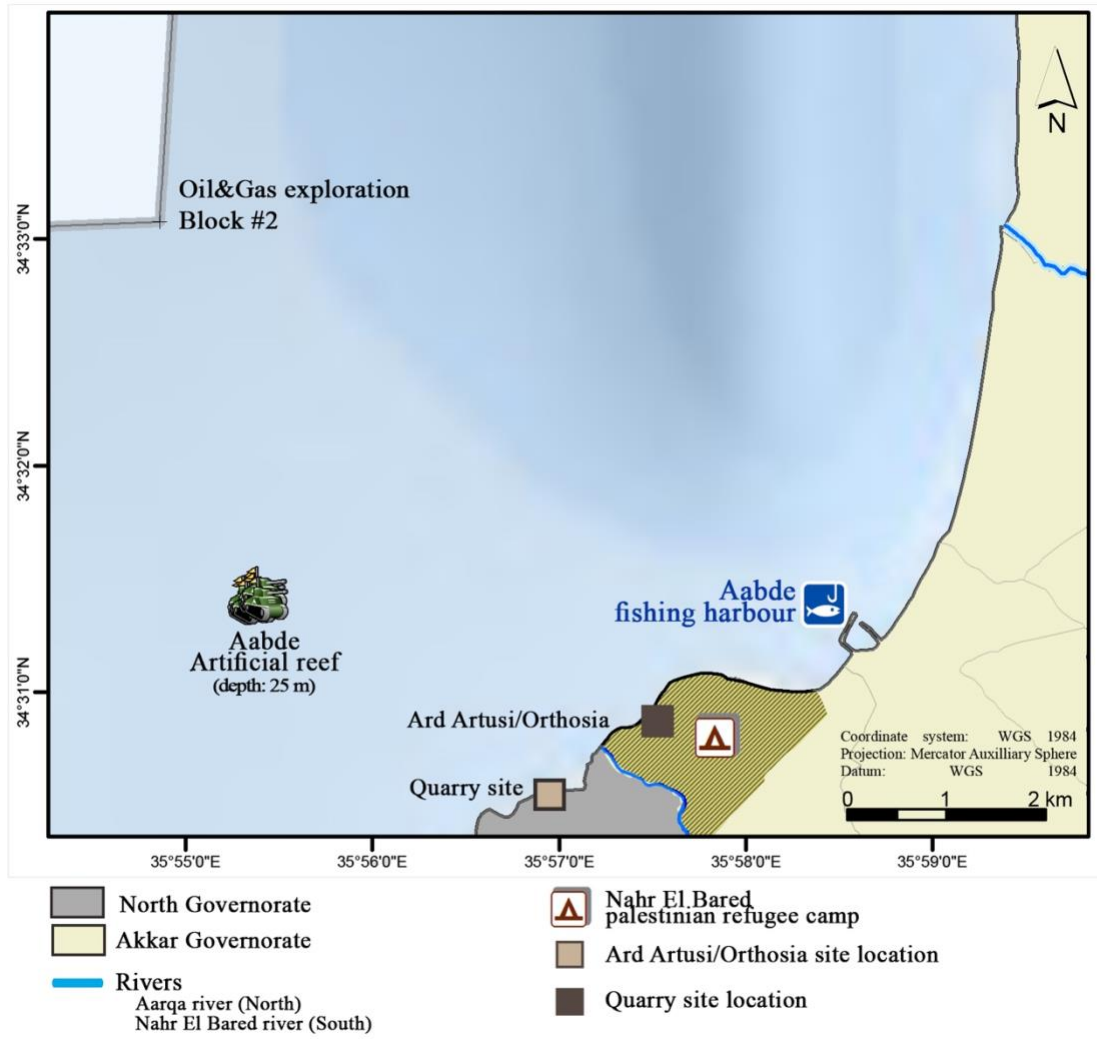 N
Oil&Gas exploration
Block #2
34°33'0"N
34°32'0"N
34°31'0"N
Aabde
fishing harbour
Aabde
Artificial reef
(depth: 25 m)
Ard Artusi/Orthosia
Quarry site
Coordinate system: WGS 1984
Projection: Mercator Auxilliary Sphere
Datum: WGS 1984
0 1 2 km
35°55'0"E 35°56'0"E 35°57'0"E 35°58'0"E 35°59'0"E
North Governorate
Akkar Governorate
Rivers
Aarqa river (North)
Nahr El Bared river (South)
Nahr El Bared
palestinian refugee camp
Ard Artusi/Orthosia site location
Quarry site location